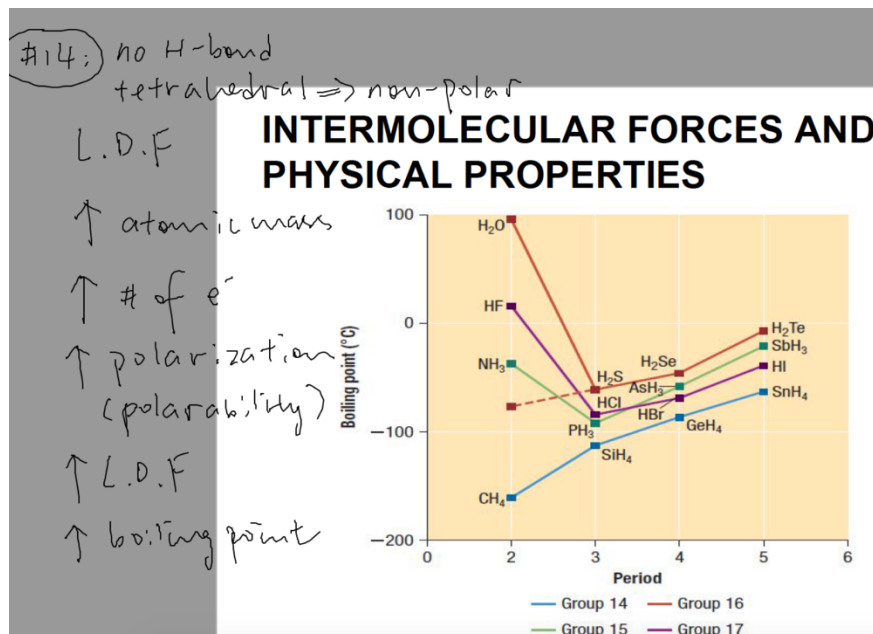 #14: no H-bond
tetrahedral => non-polar
L.D.F
↑ atomic mass
↑ # of e⁻
↑ polarization
(polarability)
↑ L.D.F
↑ boiling point
INTERMOLECULAR FORCES AND
PHYSICAL PROPERTIES
Boiling point (°C)
100
0
−100
−200
H₂O
HF
NH₃
CH₄
H₂S
HCl
PH₃
SiH₄
H₂Se
AsH₃
HBr
GeH₄
H₂Te
SbH₃
HI
SnH₄
0 2 3 4 5 6
Period
Group 14 Group 16
Group 15 Group 17